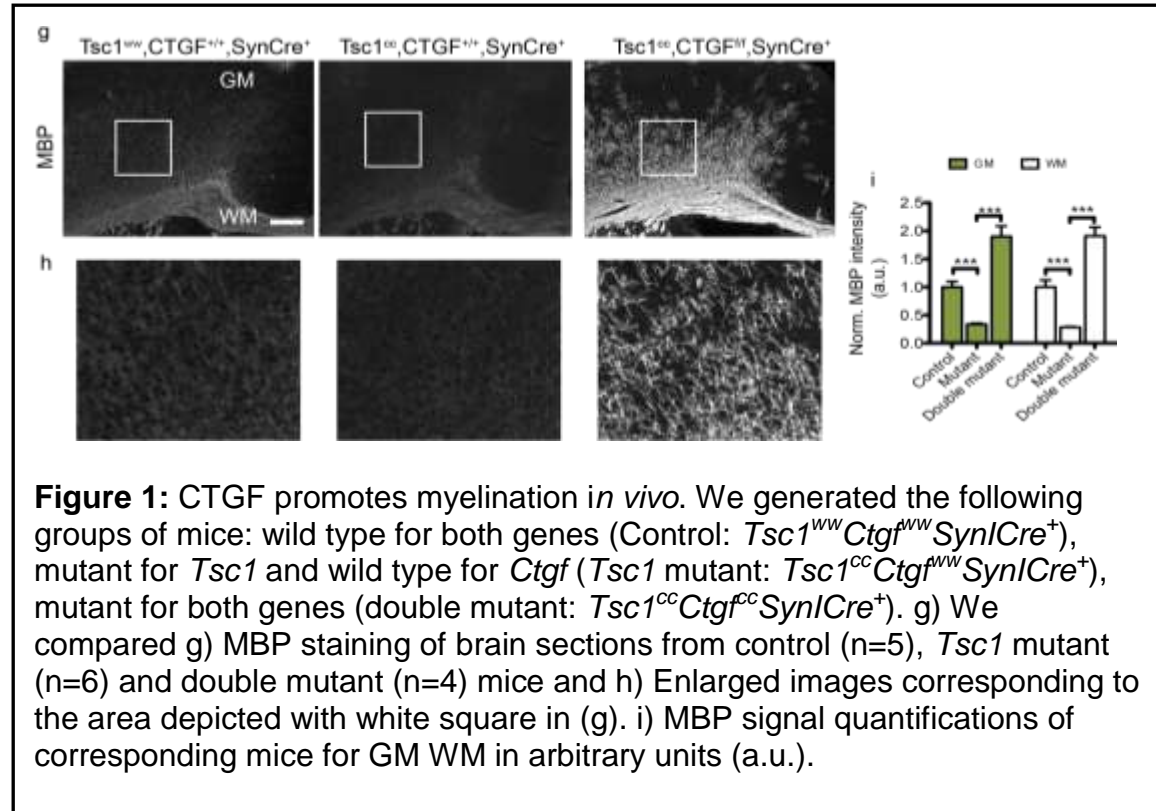 g
Tsc1ʷʷ,CTGF⁺/⁺,SynCre⁺
Tsc1ᶜᶜ,CTGF⁺/⁺,SynCre⁺
Tsc1ᶜᶜ,CTGFᶠ/ᶠ,SynCre⁺
MBP
GM
WM
h
i
GM
WM
Norm. MBP intensity
(a.u.)
2.5
2.0
1.5
1.0
0.5
0.0
***
***
***
***
Control
Mutant
Double mutant
Control
Mutant
Double mutant
Figure 1: CTGF promotes myelination in vivo. We generated the following
groups of mice: wild type for both genes (Control: Tsc1ʷʷCtgfʷʷSynICre⁺),
mutant for Tsc1 and wild type for Ctgf (Tsc1 mutant: Tsc1ᶜᶜCtgfʷʷSynICre⁺),
mutant for both genes (double mutant: Tsc1ᶜᶜCtgfᶜᶜSynICre⁺). g) We
compared g) MBP staining of brain sections from control (n=5), Tsc1 mutant
(n=6) and double mutant (n=4) mice and h) Enlarged images corresponding to
the area depicted with white square in (g). i) MBP signal quantifications of
corresponding mice for GM WM in arbitrary units (a.u.).